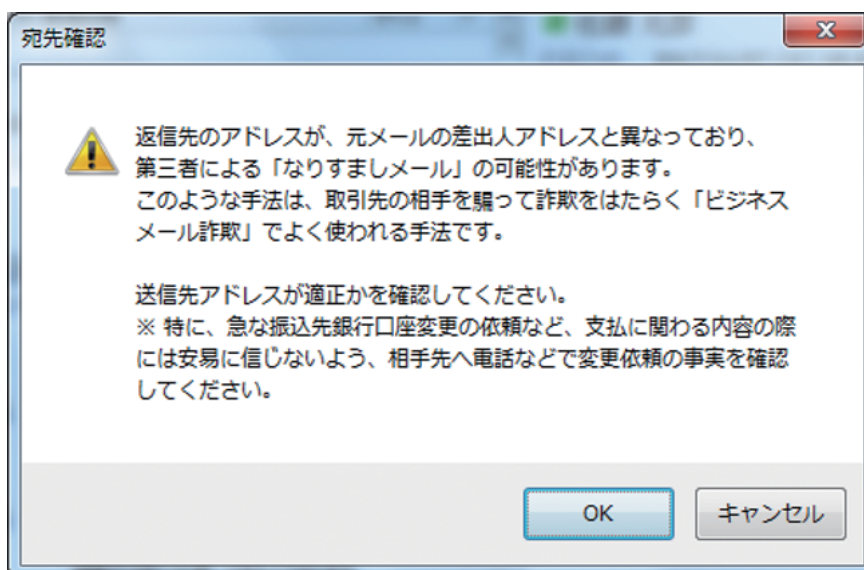 宛先確認
返信先のアドレスが、元メールの差出人アドレスと異なっており、
第三者による「なりすましメール」の可能性があります。
このような手法は、取引先の相手を騙って詐欺をはたらく「ビジネス
メール詐欺」でよく使われる手法です。
送信先アドレスが適正かを確認してください。
※ 特に、急な振込先銀行口座変更の依頼など、支払に関わる内容の際
には安易に信じないよう、相手先へ電話などで変更依頼の事実を確認
してください。
OK
キャンセル